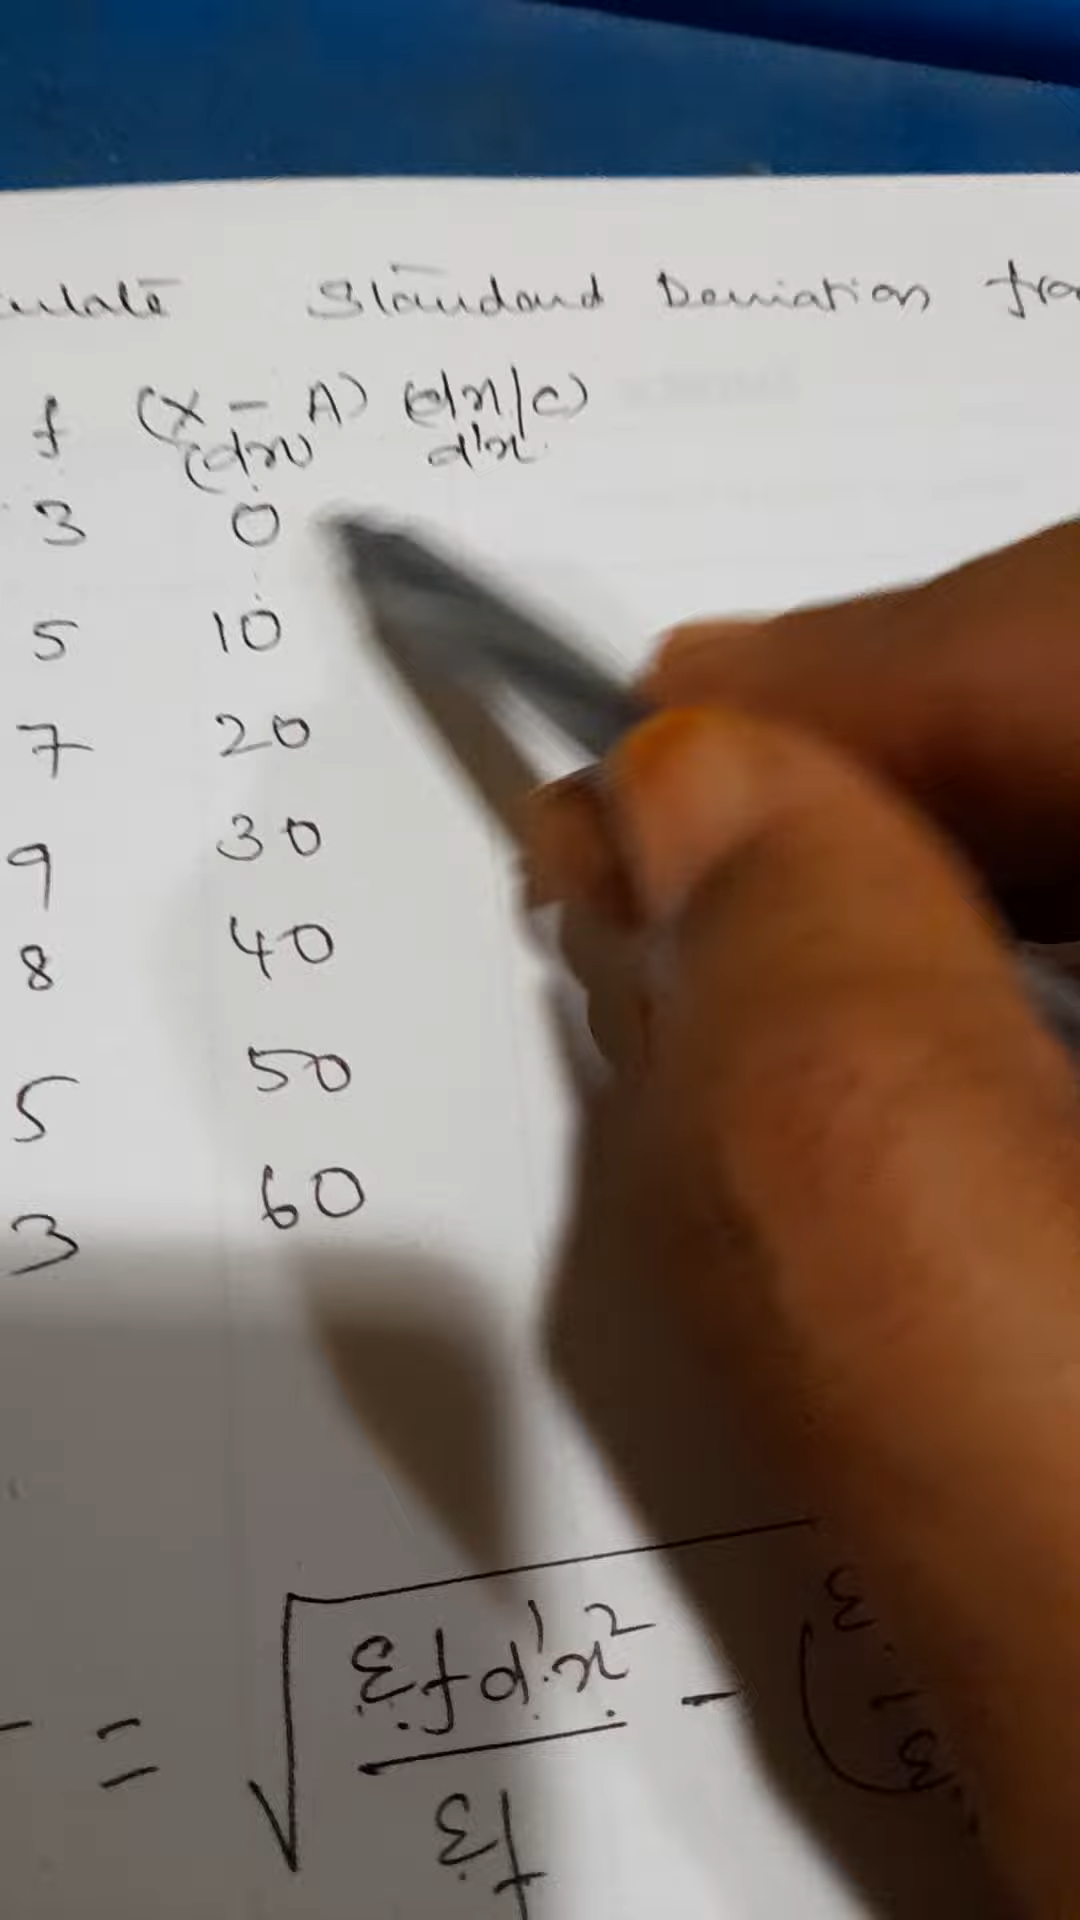 Standard Deviation
f (X - A) (dx/c)
(dx) d'x
3 0
5 10
7 20
9 30
8 40
5 50
3 60
= √ Σfd'x² -
Σf